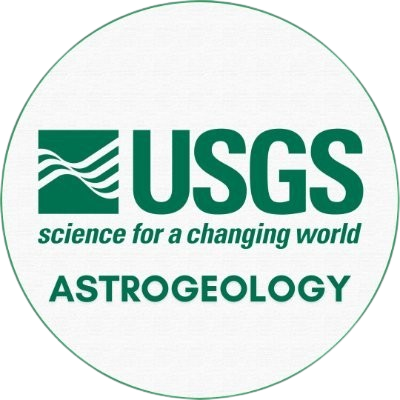 USGS
science for a changing world
ASTROGEOLOGY